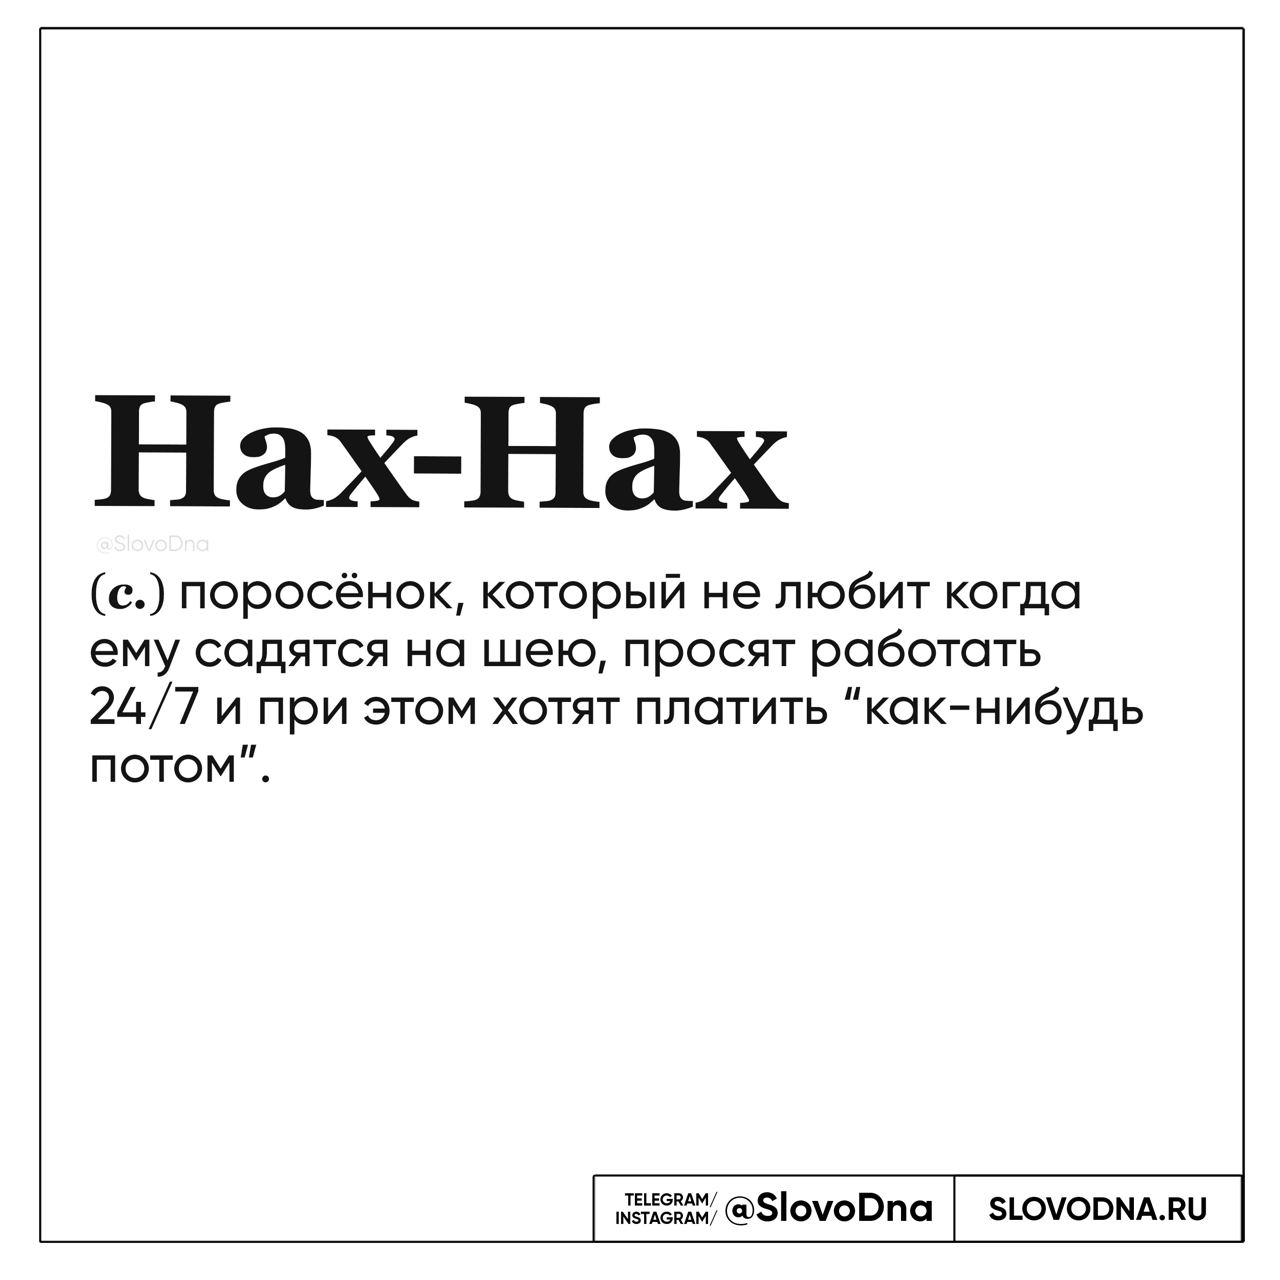 Нах-Нах
@SlovoDna
(с.) поросёнок, который не любит когда
ему садятся на шею, просят работать
24/7 и при этом хотят платить “как-нибудь
потом”.
TELEGRAM/
INSTAGRAM/
@SlovoDna
SLOVODNA.RU